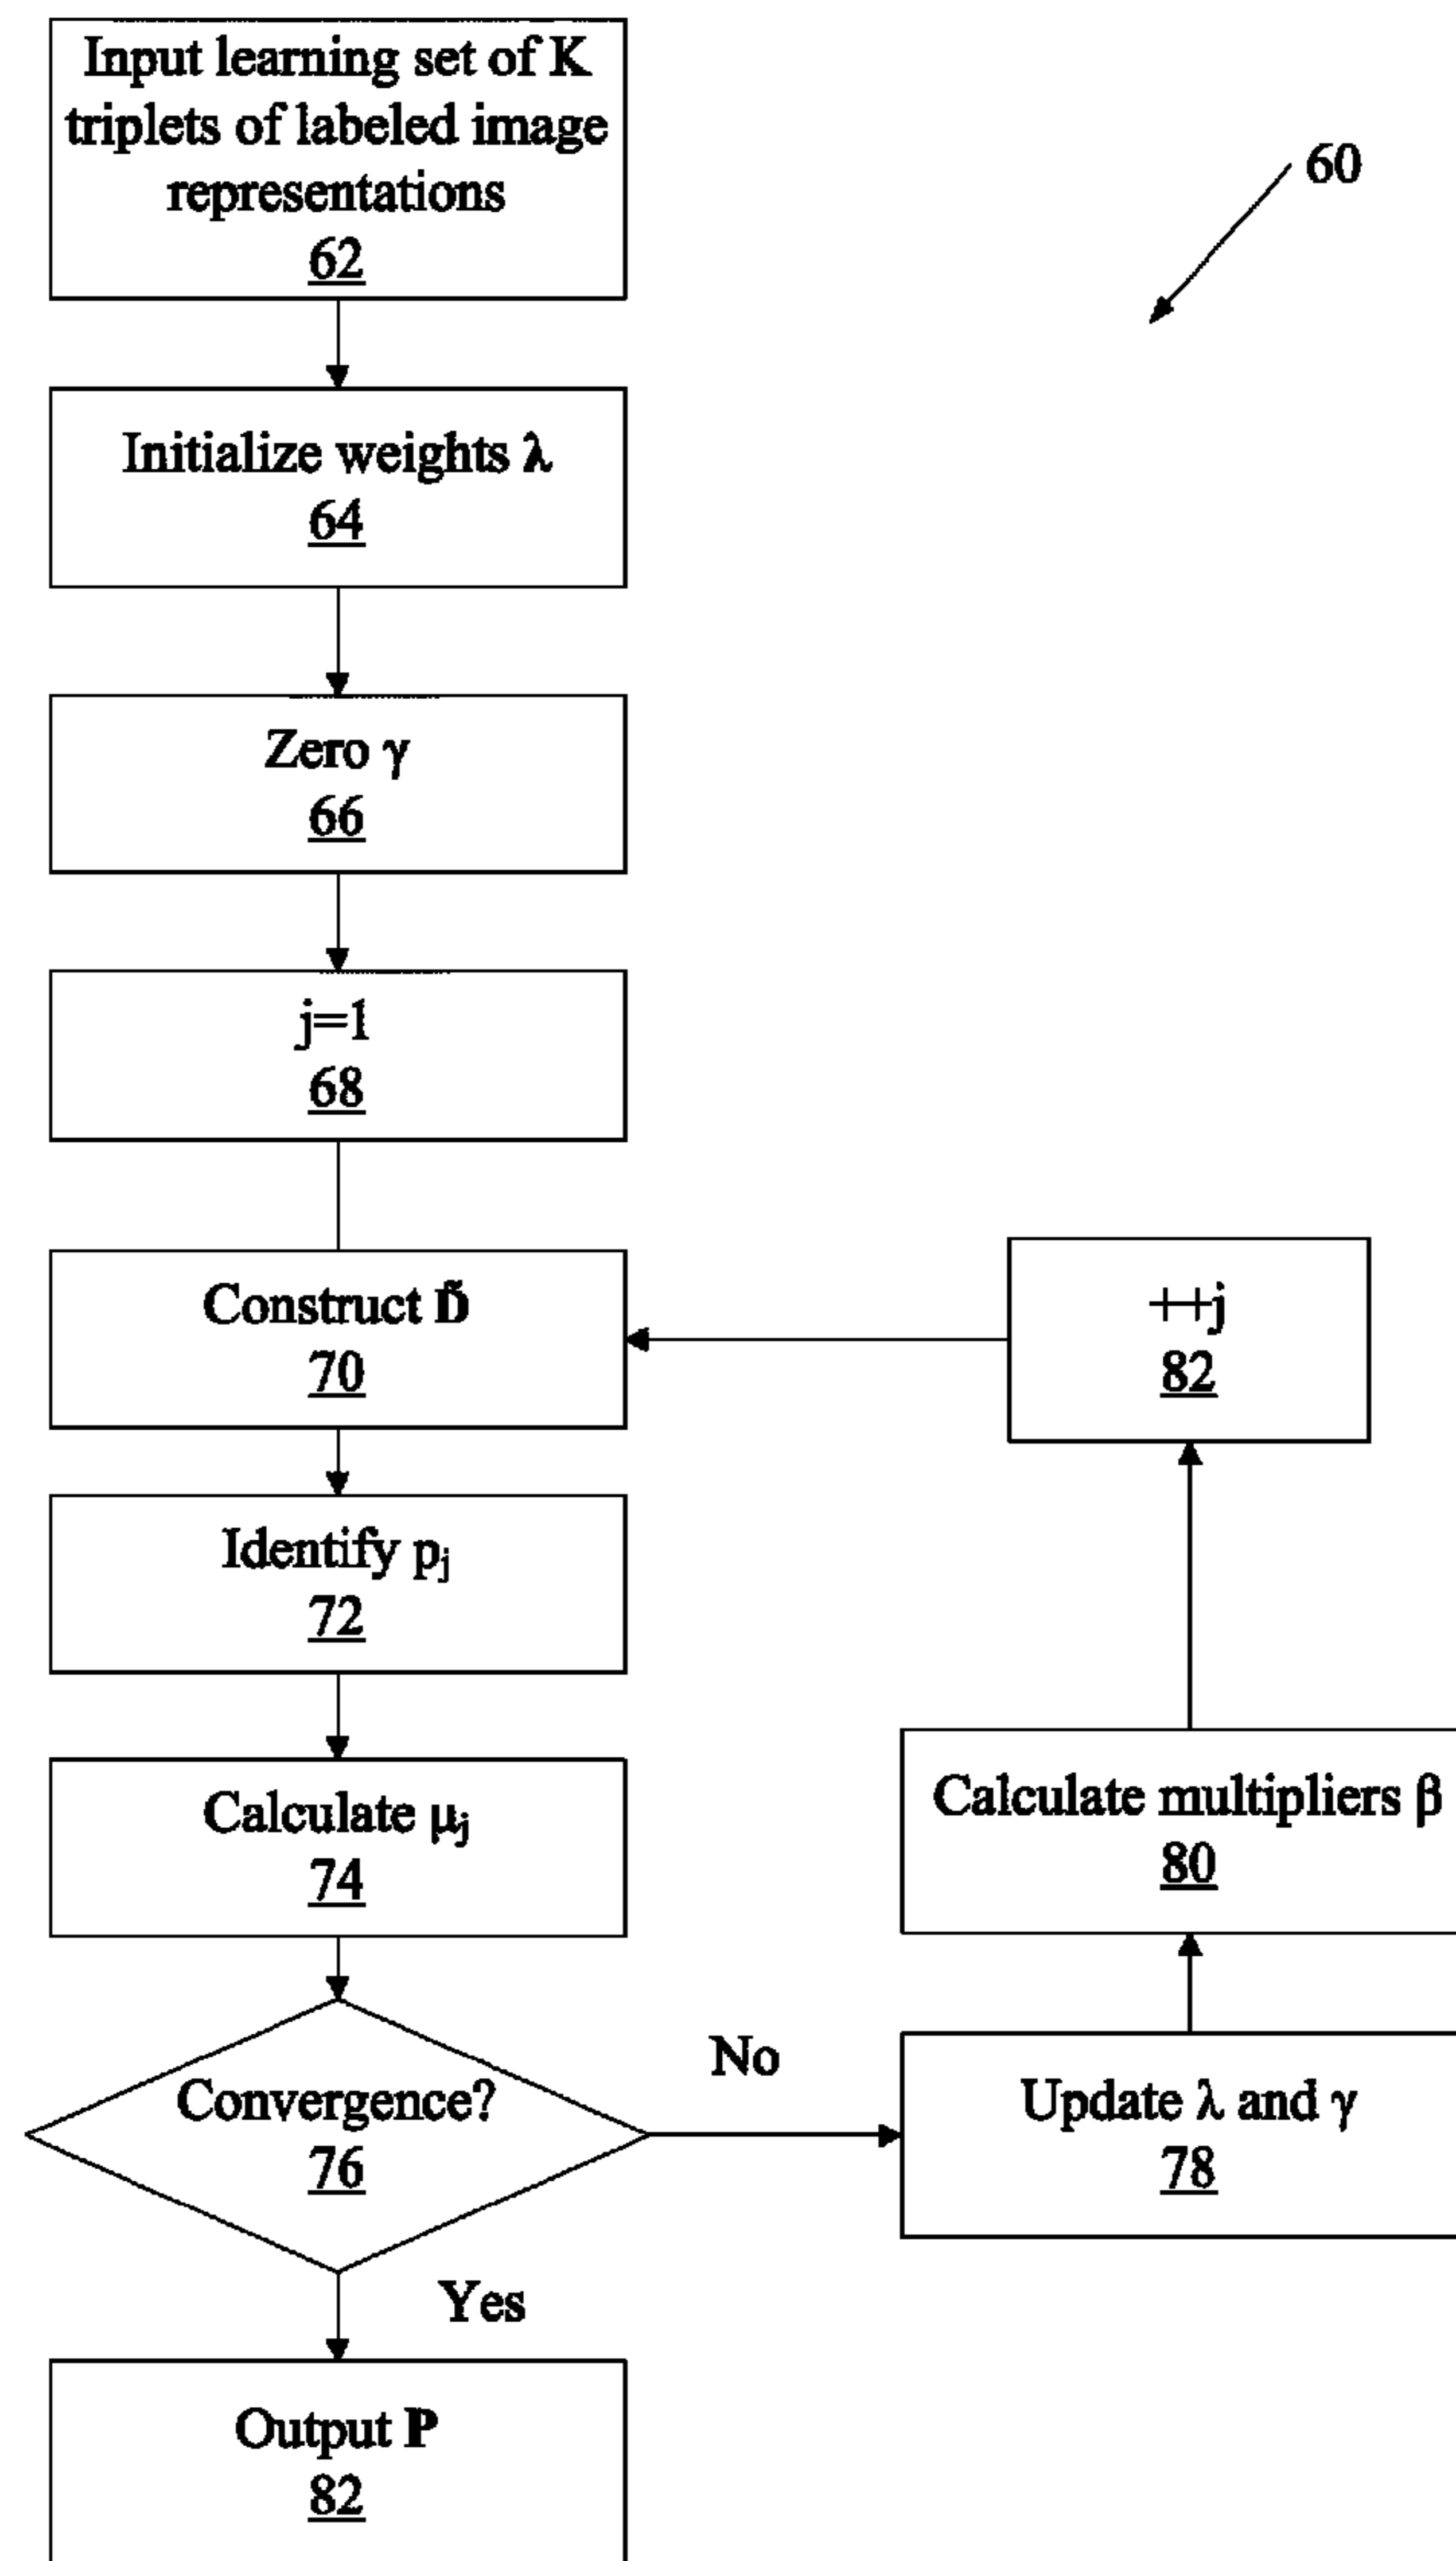 Input learning set of K
triplets of labeled image
representations
62
60
Initialize weights λ
64
Zero γ
66
j=1
68
Construct D̃
70
++j
82
Identify pj
72
Calculate μj
74
Calculate multipliers β
80
Convergence?
76
No
Update λ and γ
78
Yes
Output P
82